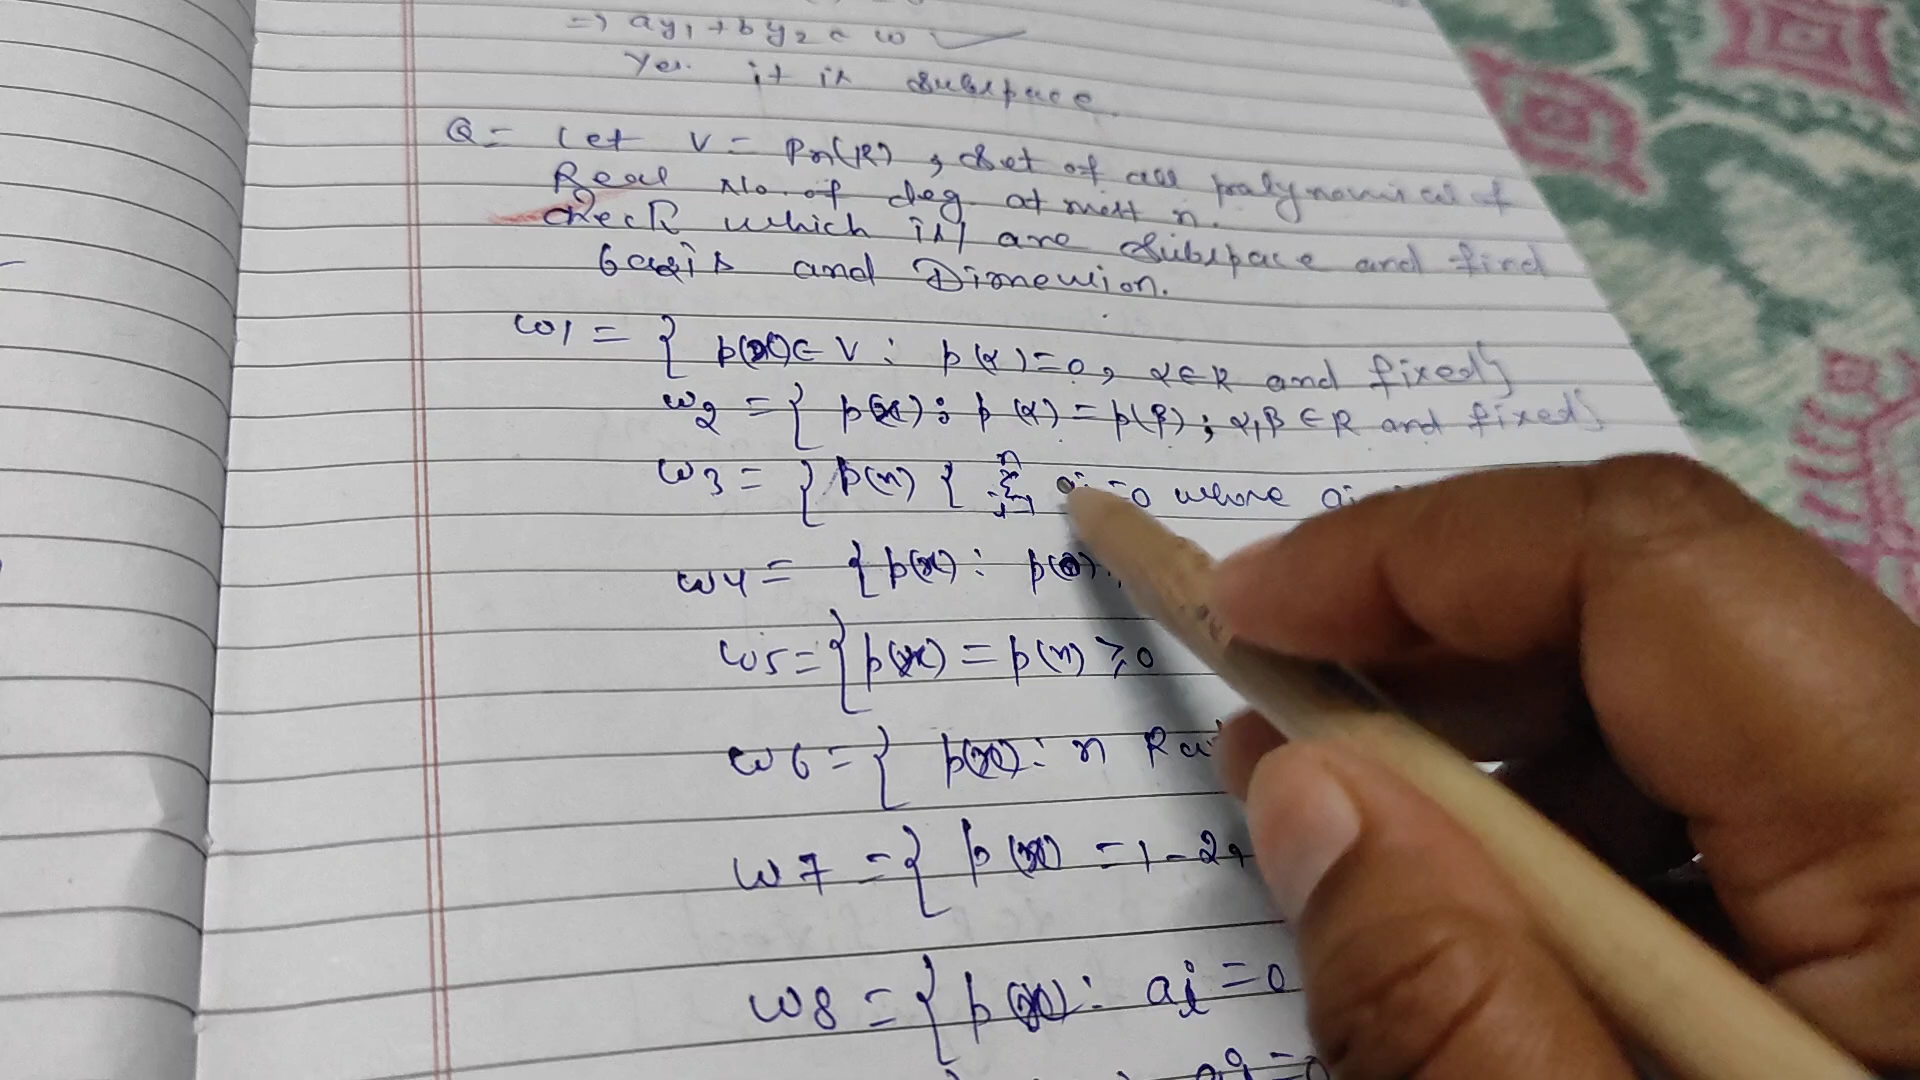 => ay₁ + by₂ ∈ W
Yes. it is subspace.
Q = Let V = Pn(R), Set of all polynomial of
Real No. of deg at most n.
check which is/ are Subspace and find
basis and Dimension.
W1 = { p(x) ∈ V : p(α) = 0, α ∈ R and fixed}
W2 = { p(x) : p(α) = p(β) ; α, β ∈ R and fixed}
W3 = { p(x) { Σ ai = 0 where ai
W4 = { p(x) : p(0)
W5 = { p(x) = p(x) ≥ 0
W6 = { p(x) : n
W7 = { p(x) = 1 - 2
W8 = { p(x) : ai = 0